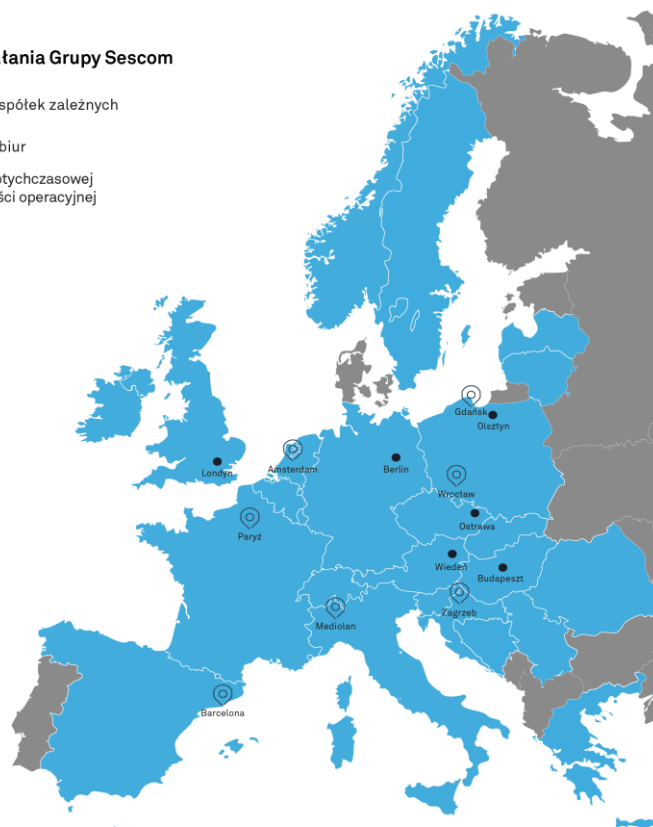 łania Grupy Sescom
spółek zależnych
biur
otychczasowej
ści operacyjnej
Gdańsk
Olsztyn
Londyn
Amsterdam
Berlin
Wrocław
Ostrawa
Paryż
Wiedeń
Budapeszt
Zagrzeb
Mediolan
Barcelona